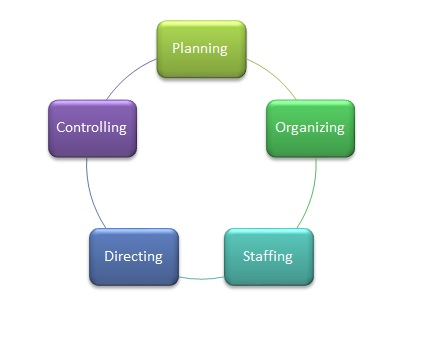 Planning
Organizing
Staffing
Directing
Controlling